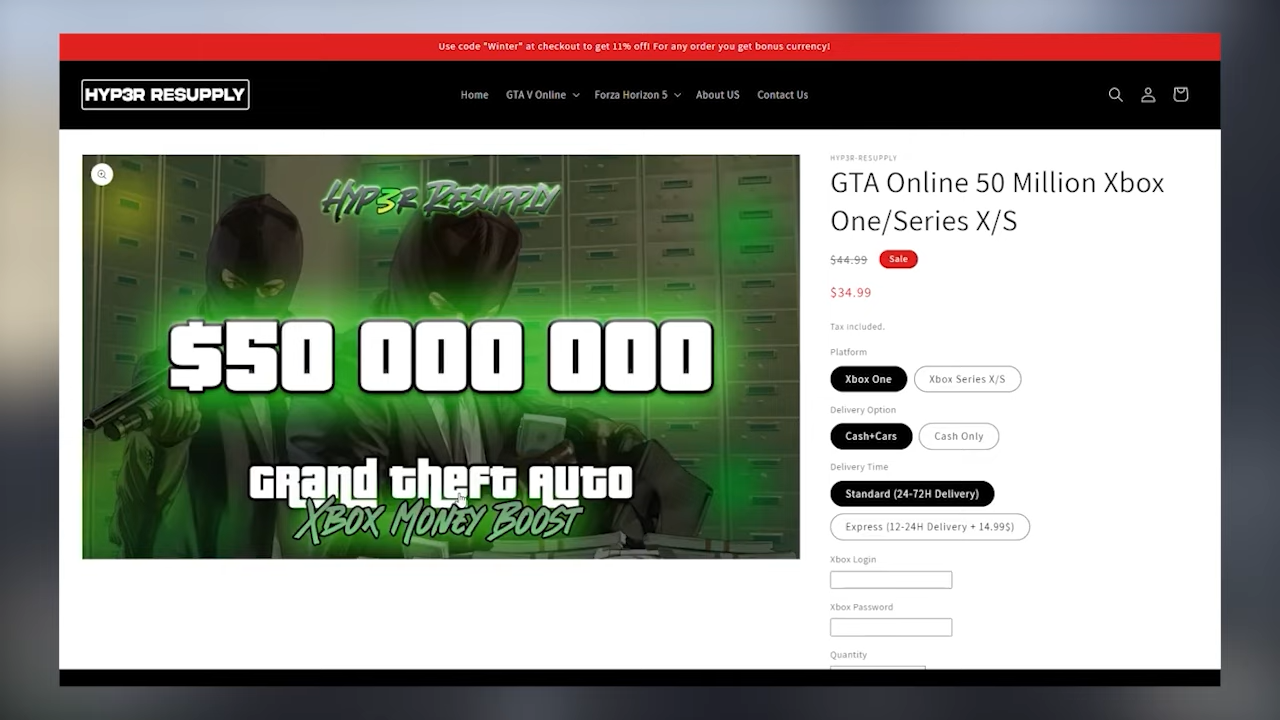 Use code "Winter" at checkout to get 11% off! For any order you get bonus currency!
HYP3R RESUPPLY
Home
GTA V Online
Forza Horizon 5
About US
Contact Us
HYP3R RESUPPLY
$50 000 000
Grand Theft Auto
XBOX MONEY BOOST
HYP3R-RESUPPLY
GTA Online 50 Million Xbox
One/Series X/S
$44.99
Sale
$34.99
Tax included.
Platform
Xbox One
Xbox Series X/S
Delivery Option
Cash+Cars
Cash Only
Delivery Time
Standard (24-72H Delivery)
Express (12-24H Delivery + 14.99$)
Xbox Login
Xbox Password
Quantity